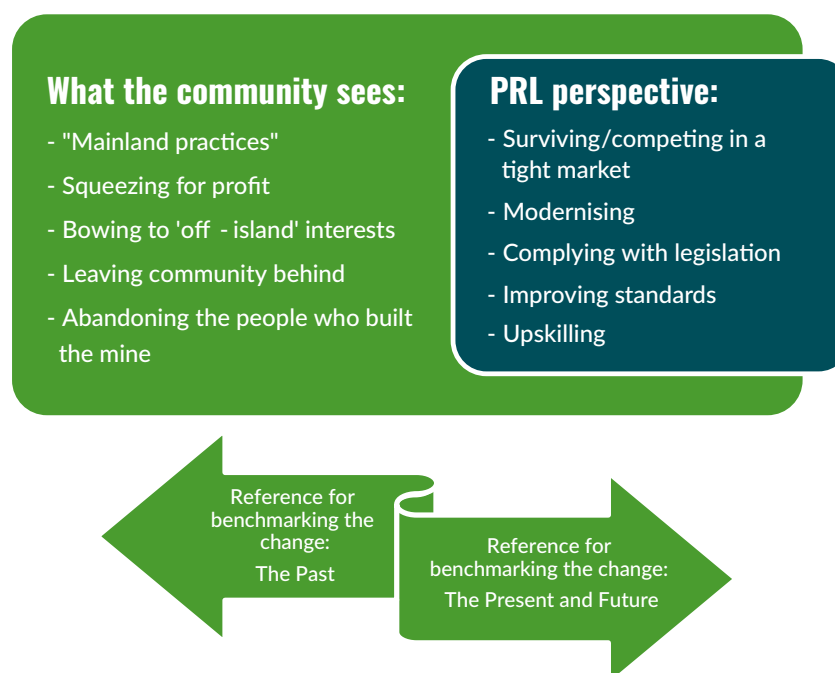 What the community sees:
- "Mainland practices"
- Squeezing for profit
- Bowing to 'off - island' interests
- Leaving community behind
- Abandoning the people who built
the mine
PRL perspective:
- Surviving/competing in a
tight market
- Modernising
- Complying with legislation
- Improving standards
- Upskilling
Reference for
benchmarking the
change:
The Past
Reference for
benchmarking the change:
The Present and Future